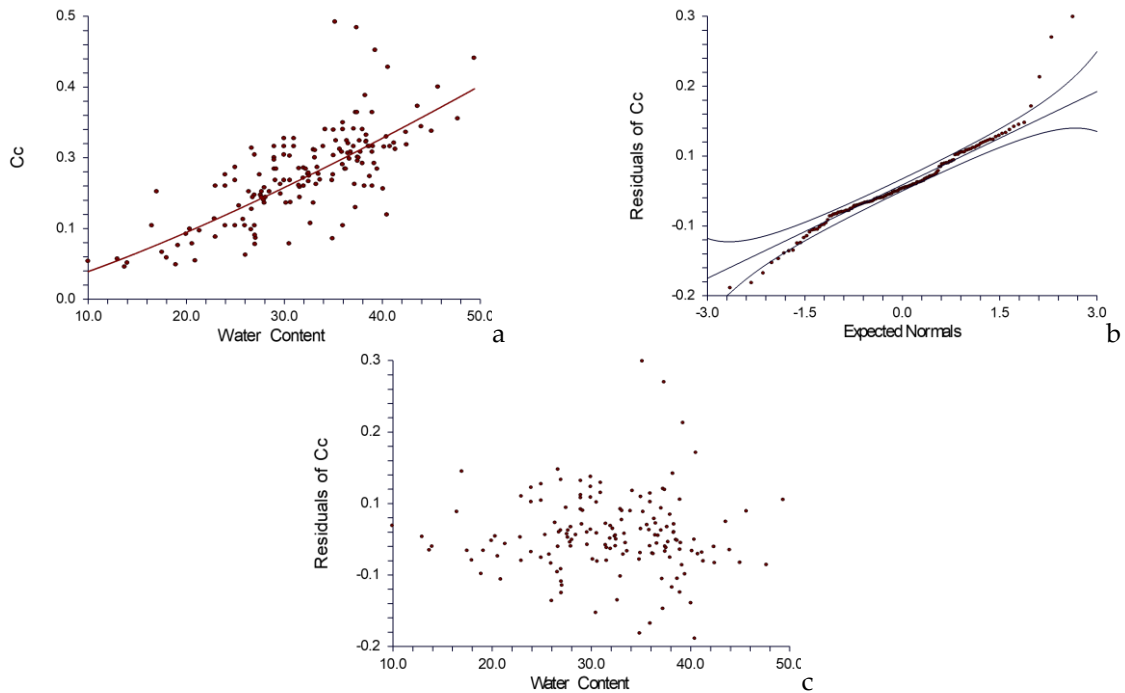 0.5
0.4
0.3
0.1
0.0
Cc
10.0 20.0 30.0 40.0 50.0
Water Content
a
0.3
0.2
0.1
-0.1
-0.2
Residuals of Cc
-3.0 -1.5 0.0 1.5 3.0
Expected Normals
b
0.3
0.2
0.1
-0.1
-0.2
Residuals of Cc
10.0 20.0 30.0 40.0 50.0
Water Content
c